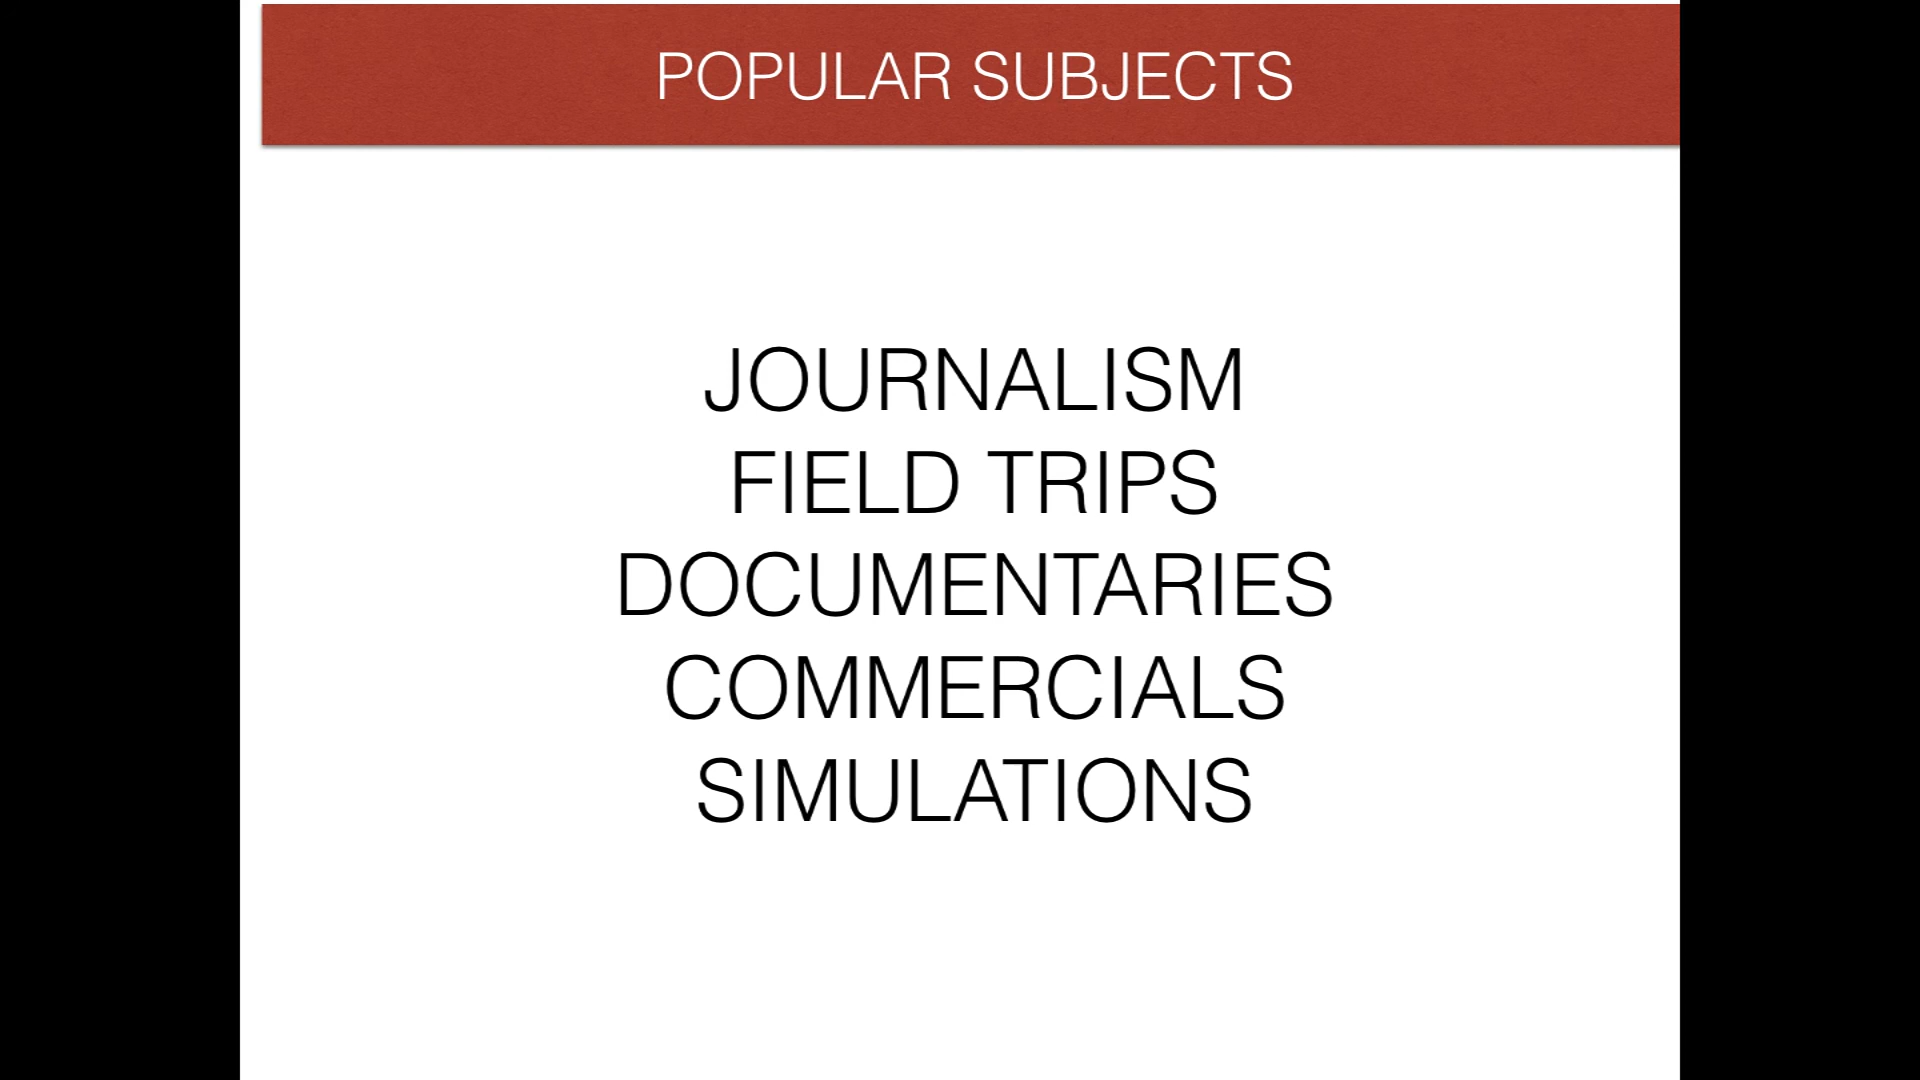 POPULAR SUBJECTS
JOURNALISM
FIELD TRIPS
DOCUMENTARIES
COMMERCIALS
SIMULATIONS